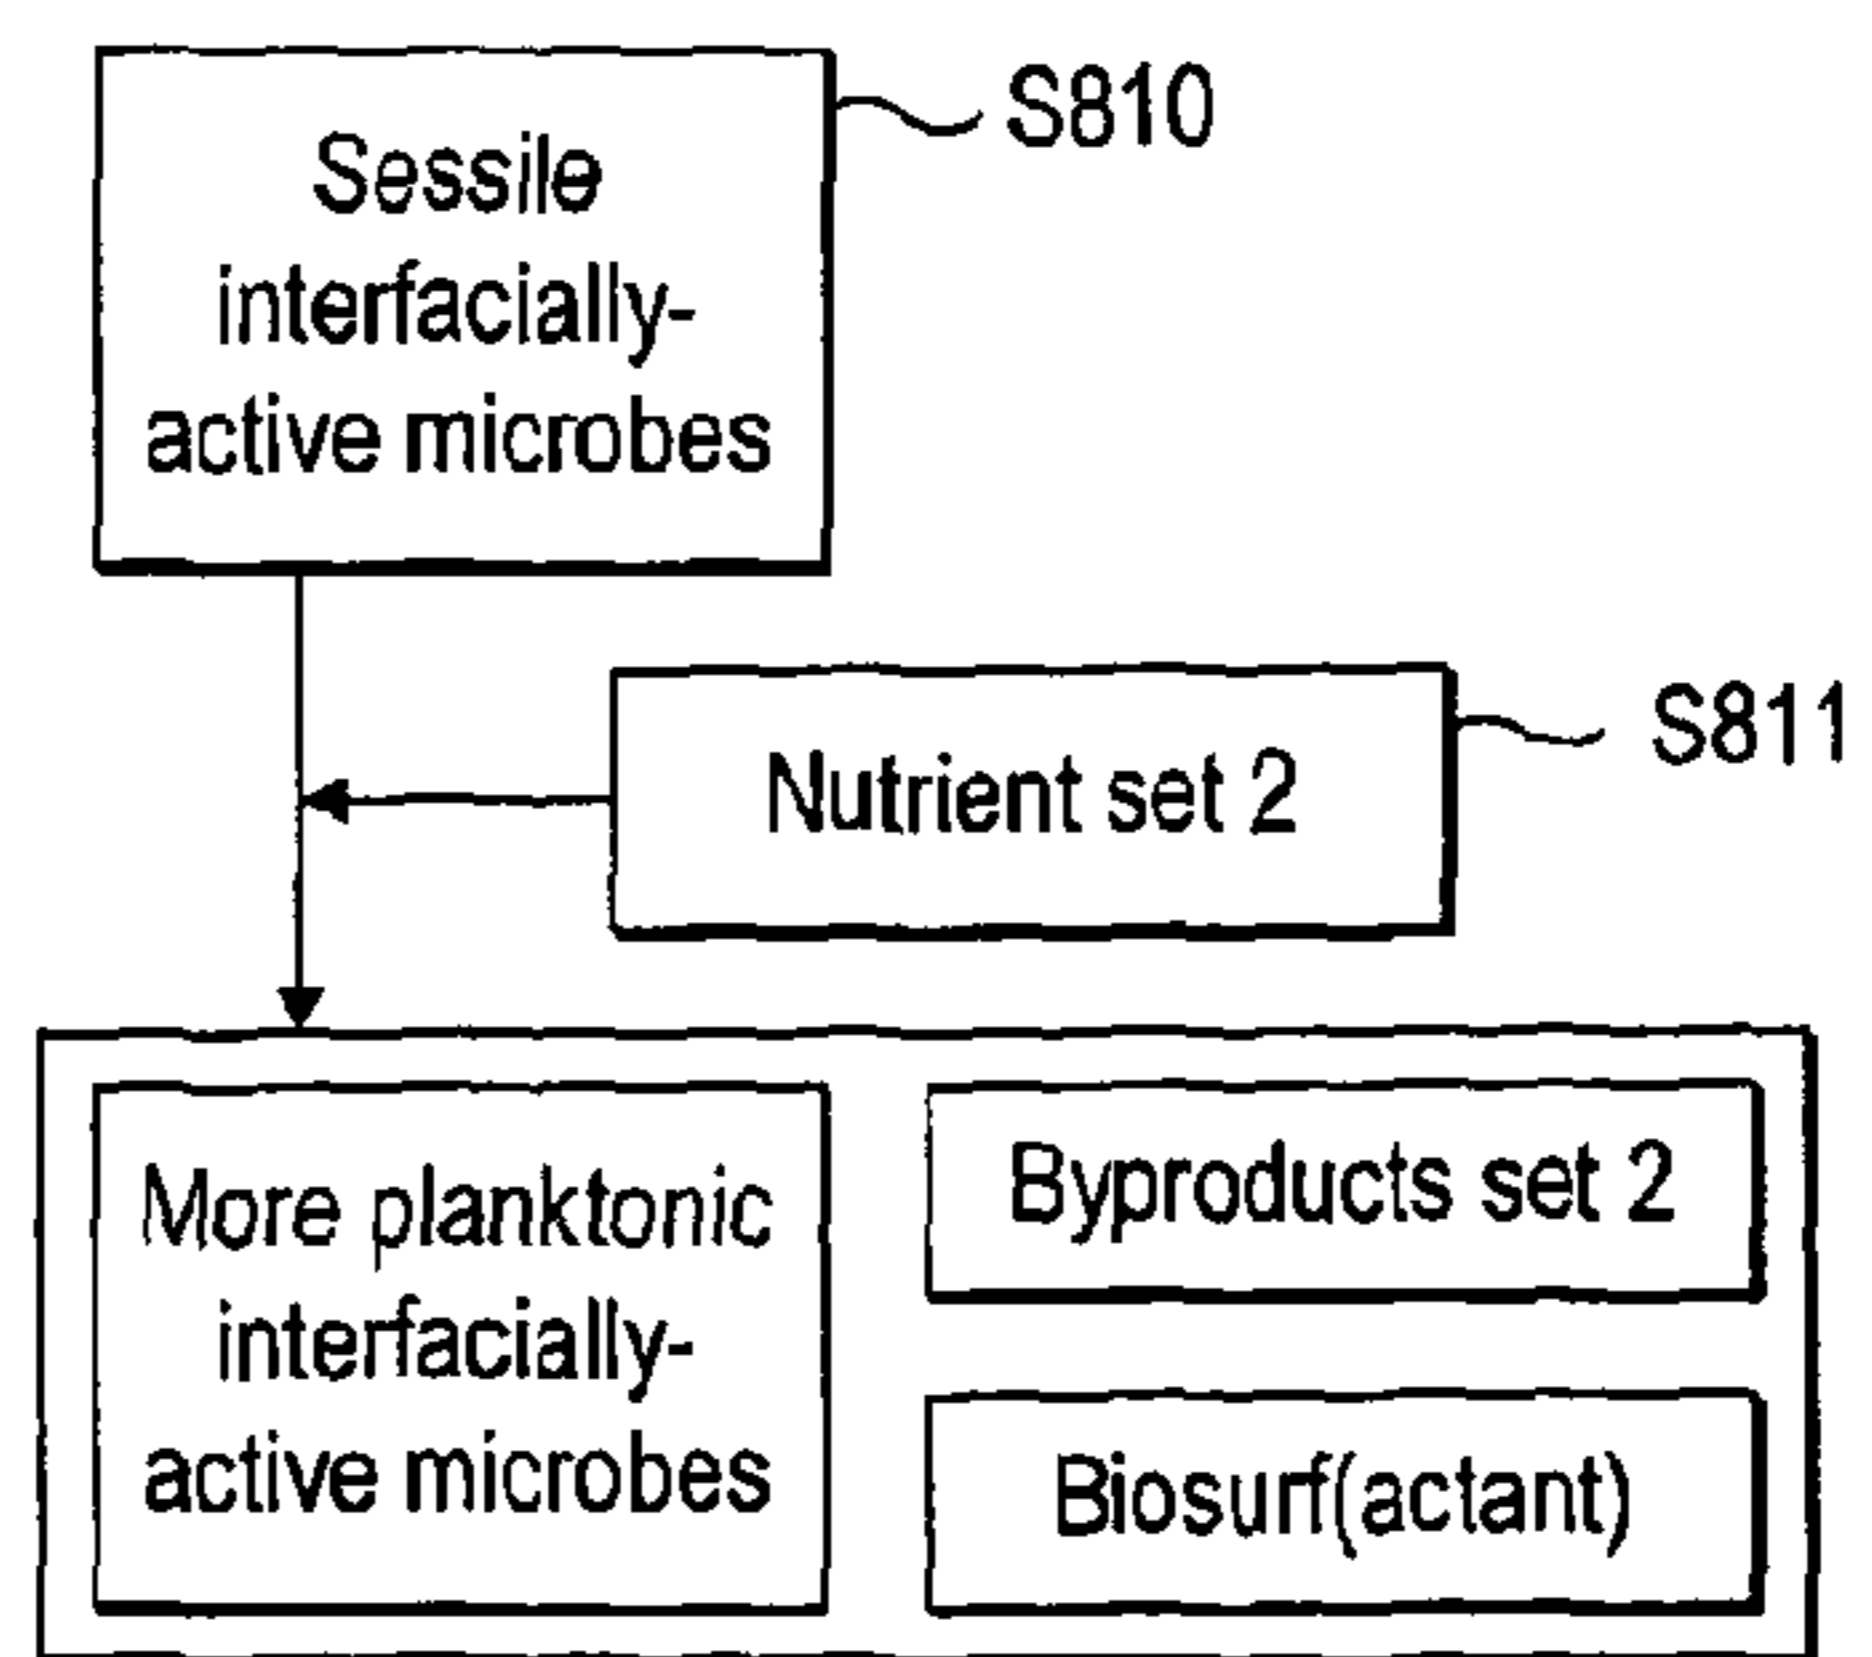 Sessile
interfacially-
active microbes
S810
Nutrient set 2
S811
More planktonic
interfacially-
active microbes
Byproducts set 2
Biosurf(actant)